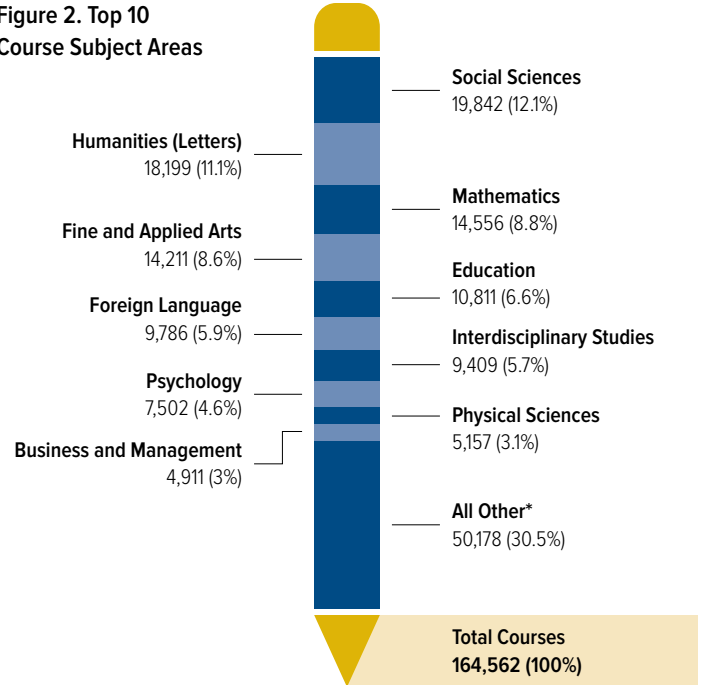 Figure 2. Top 10
Course Subject Areas
Social Sciences
19,842 (12.1%)
Humanities (Letters)
18,199 (11.1%)
Mathematics
14,556 (8.8%)
Fine and Applied Arts
14,211 (8.6%)
Education
10,811 (6.6%)
Foreign Language
9,786 (5.9%)
Interdisciplinary Studies
9,409 (5.7%)
Psychology
7,502 (4.6%)
Physical Sciences
5,157 (3.1%)
Business and Management
4,911 (3%)
All Other*
50,178 (30.5%)
Total Courses
164,562 (100%)